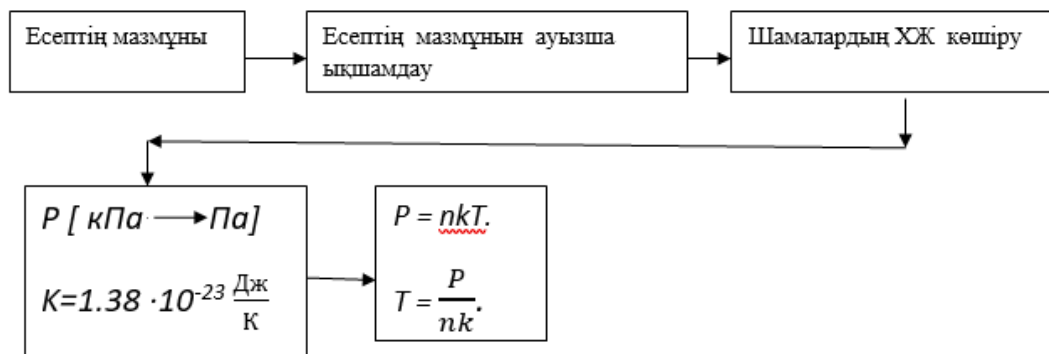 Есептің мазмұны
Есептің мазмұнын ауызша
ықшамдау
Шамалардың ХЖ көшіру
P [ кПа ⟶ Па]
K=1.38 ·10⁻²³ Дж/К
P = nkT.
T = P/nk.